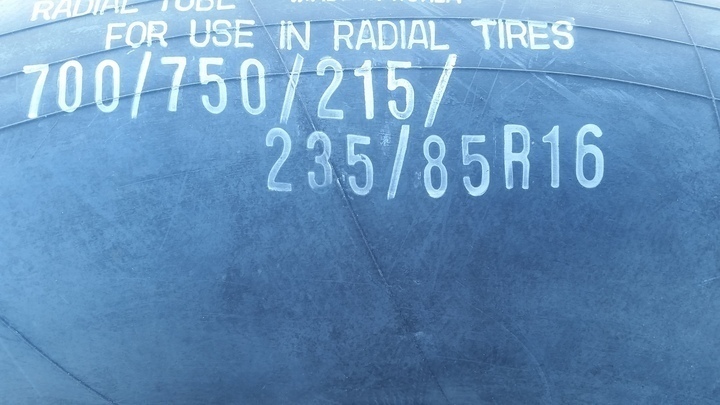 RADIAL TUBE
FOR USE IN RADIAL TIRES
700/750/215/
235/85R16